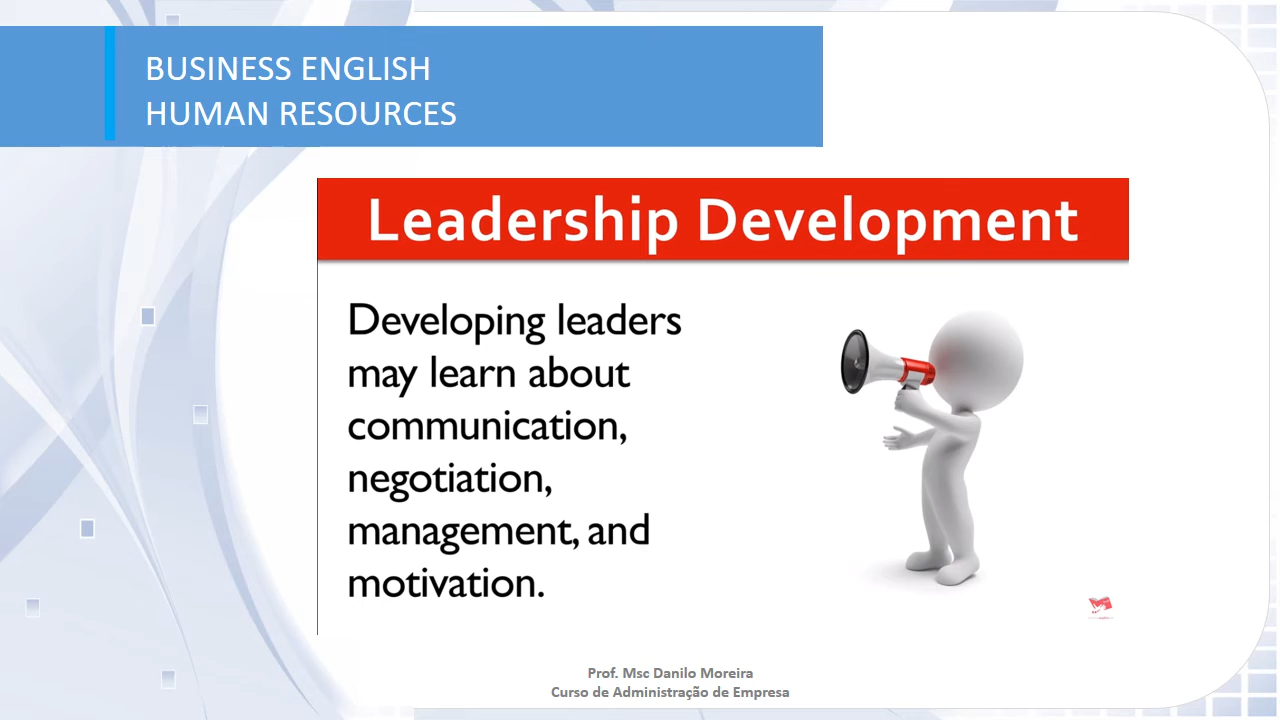 BUSINESS ENGLISH
HUMAN RESOURCES
Leadership Development
Developing leaders
may learn about
communication,
negotiation,
management, and
motivation.
Prof. Msc Danilo Moreira
Curso de Administração de Empresa